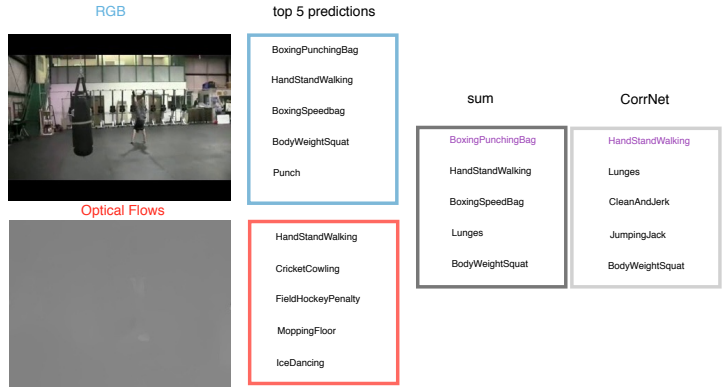 RGB
top 5 predictions
BoxingPunchingBag
HandStandWalking
BoxingSpeedbag
BodyWeightSquat
Punch
Optical Flows
HandStandWalking
CricketCowling
FieldHockeyPenalty
MoppingFloor
IceDancing
sum
BoxingPunchingBag
HandStandWalking
BoxingSpeedBag
Lunges
BodyWeightSquat
CorrNet
HandStandWalking
Lunges
CleanAndJerk
JumpingJack
BodyWeightSquat